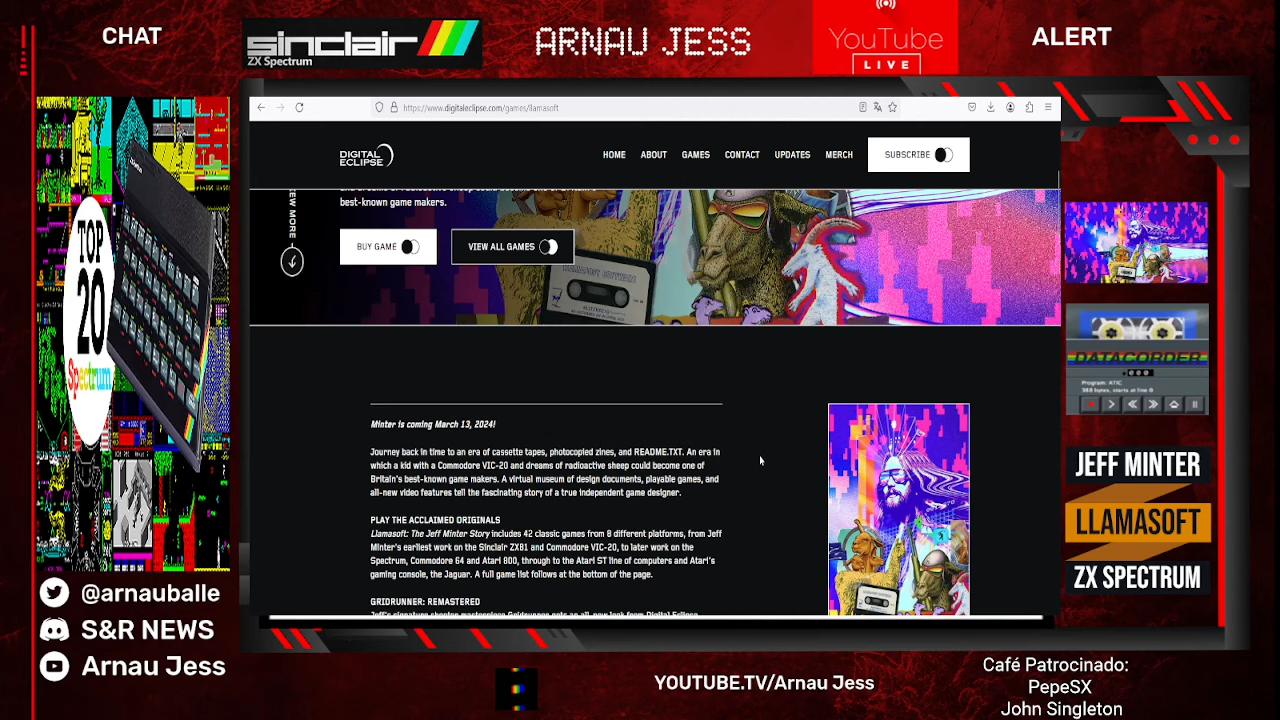 CHAT
sinclair
ZX Spectrum
ARNAU JESS
YouTube
LIVE
ALERT
https://www.digitaleclipse.com/games/llamasoft
DIGITAL
ECLIPSE
HOME
ABOUT
GAMES
CONTACT
UPDATES
MERCH
SUBSCRIBE
best-known game makers.
BUY GAME
VIEW ALL GAMES
Minter is coming March 13, 2024!
Journey back in time to an era of cassette tapes, photocopied zines, and README.TXT. An era in
which a kid with a Commodore VIC-20 and dreams of radioactive sheep could become one of
Britain's best-known game makers. A virtual museum of design documents, playable games, and
all-new video features tell the fascinating story of a true independent game designer.
PLAY THE ACCLAIMED ORIGINALS
Llamasoft: The Jeff Minter Story includes 42 classic games from 8 different platforms, from Jeff
Minter's earliest work on the Sinclair ZX81 and Commodore VIC-20, to later work on the
Spectrum, Commodore 64 and Atari 800, through to the Atari ST line of computers and Atari's
gaming console, the Jaguar. A full game list follows at the bottom of the page.
GRIDRUNNER: REMASTERED
TOP
20
Spectrum
DATACORDER
Program: ATIC
JEFF MINTER
LLAMASOFT
ZX SPECTRUM
@arnauballe
S&R NEWS
Arnau Jess
YOUTUBE.TV/Arnau Jess
Café Patrocinado:
PepeSX
John Singleton